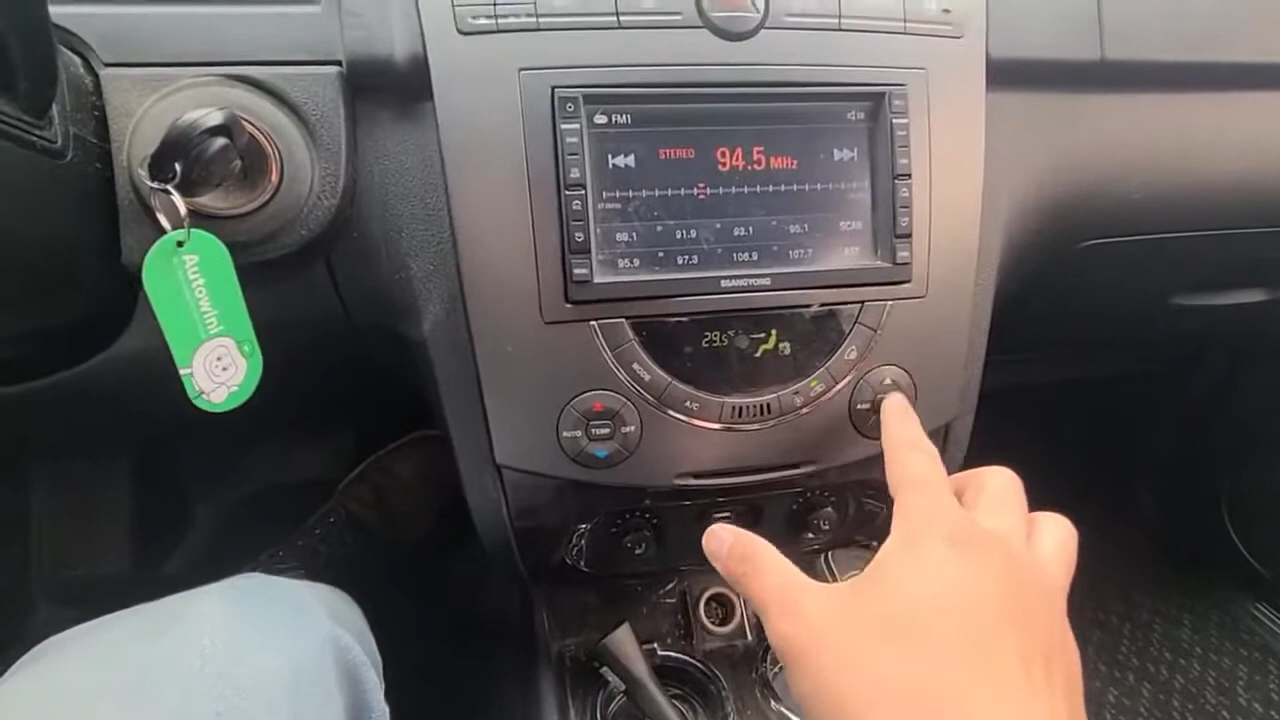 FM1
STEREO 94.5 MHz
89.1 91.9 93.1 95.1 SCAN
95.9 97.3 106.9 107.7
MENU
SSANGYONG
Autowini
29.5
MODE
A/C
AUTO TEMP OFF